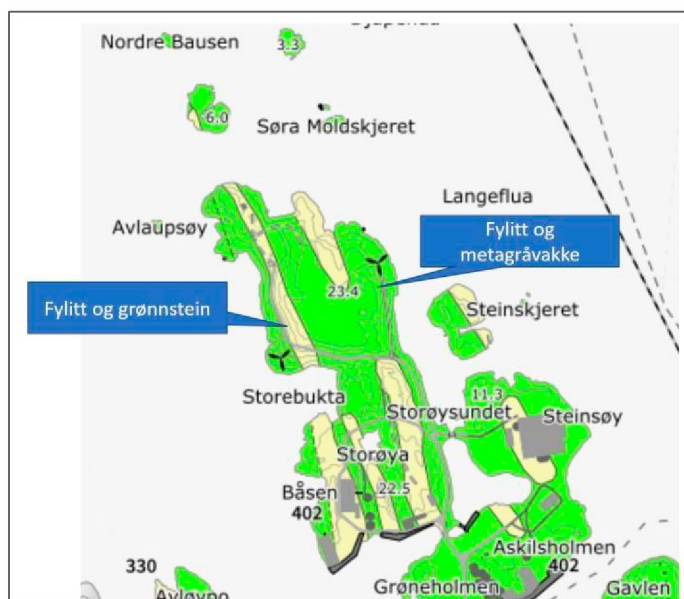 Nordre Bausen
3.3
6.0
Søra Moldskjeret
Langeflua
Avlaupsøy
Fylitt og
metagråvakke
Fylitt og grønnstein
23.4
Steinskjeret
Storebukta
11.3
Storøysundet
Steinsøy
Storøya
Båsen
22.5
402
Askilsholmen
330
402
Grøneholmen
Gavlen